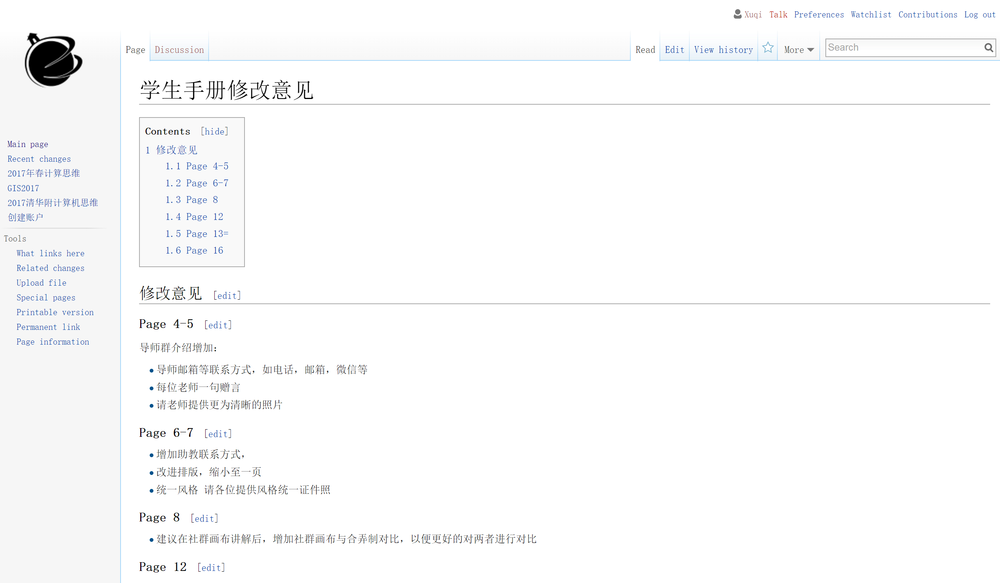 Xuqi Talk Preferences Watchlist Contributions Log out
Page Discussion Read Edit View history More Search
学生手册修改意见
Contents [hide]
1 修改意见
1.1 Page 4-5
1.2 Page 6-7
1.3 Page 8
1.4 Page 12
1.5 Page 13=
1.6 Page 16
Main page
Recent changes
2017年春计算思维
GIS2017
2017清华附计算机思维
创建账户
Tools
What links here
Related changes
Upload file
Special pages
Printable version
Permanent link
Page information
修改意见 [edit]
Page 4-5 [edit]
导师群介绍增加：
导师邮箱等联系方式，如电话，邮箱，微信等
每位老师一句赠言
请老师提供更为清晰的照片
Page 6-7 [edit]
增加助教联系方式，
改进排版，缩小至一页
统一风格 请各位提供风格统一证件照
Page 8 [edit]
建议在社群画布讲解后，增加社群画布与合弄制对比，以便更好的对两者进行对比
Page 12 [edit]